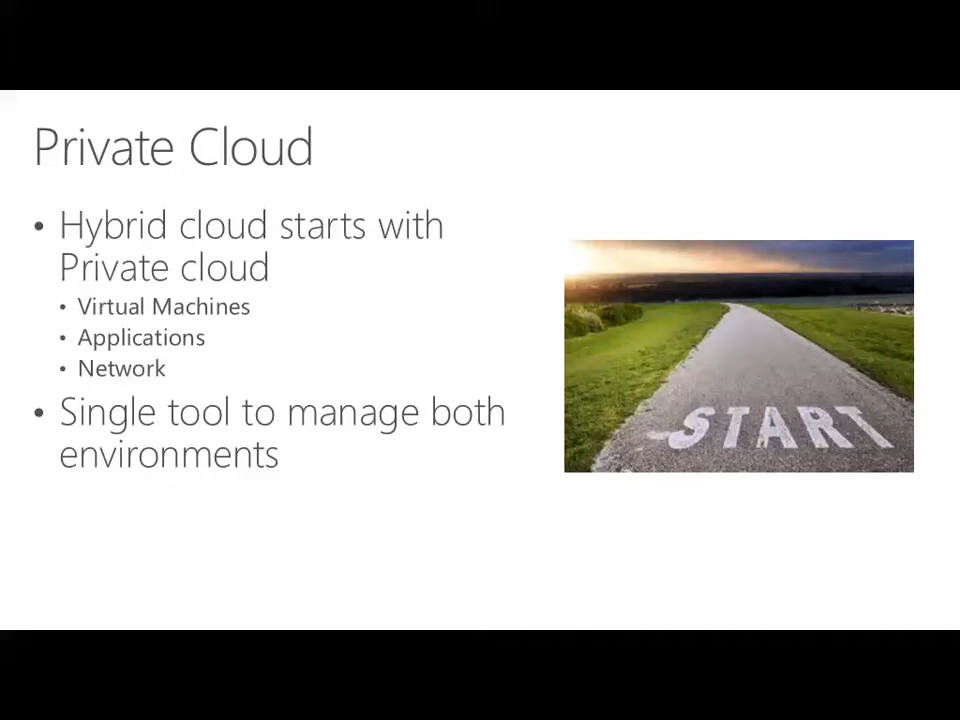 Private Cloud
• Hybrid cloud starts with
Private cloud
• Virtual Machines
• Applications
• Network
• Single tool to manage both
environments
START